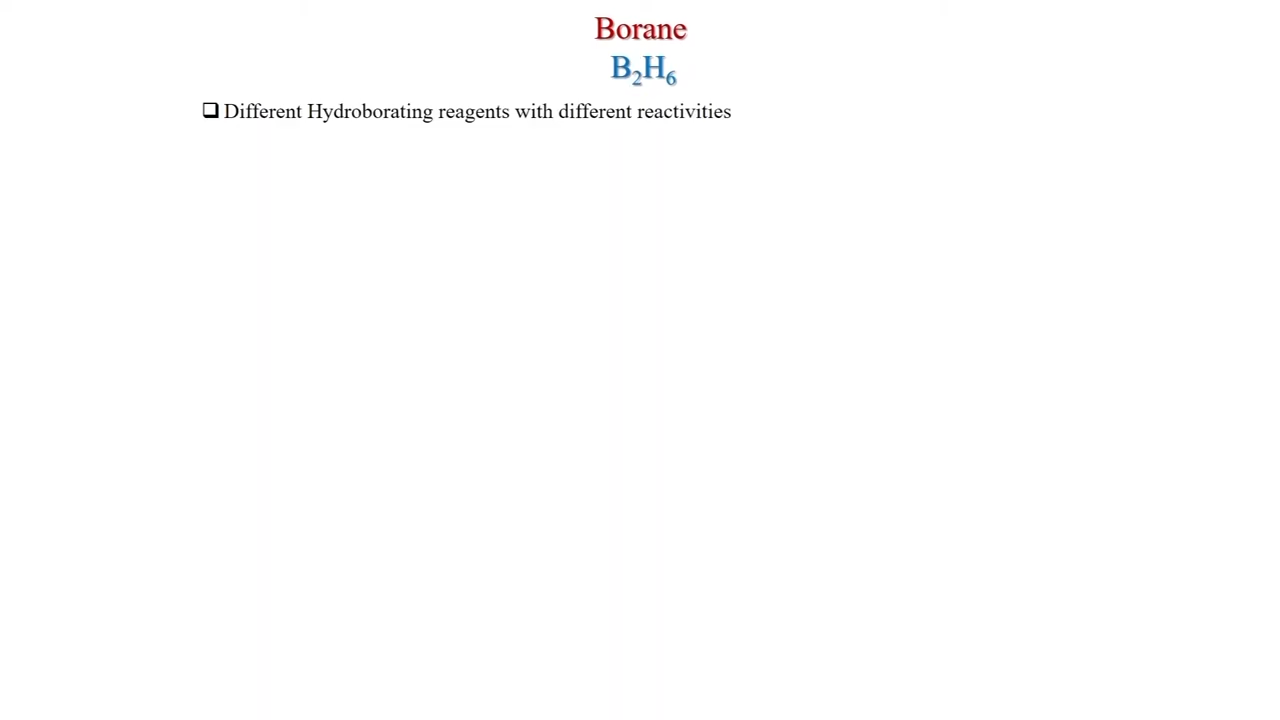 Borane
B₂H₆
❑ Different Hydroborating reagents with different reactivities